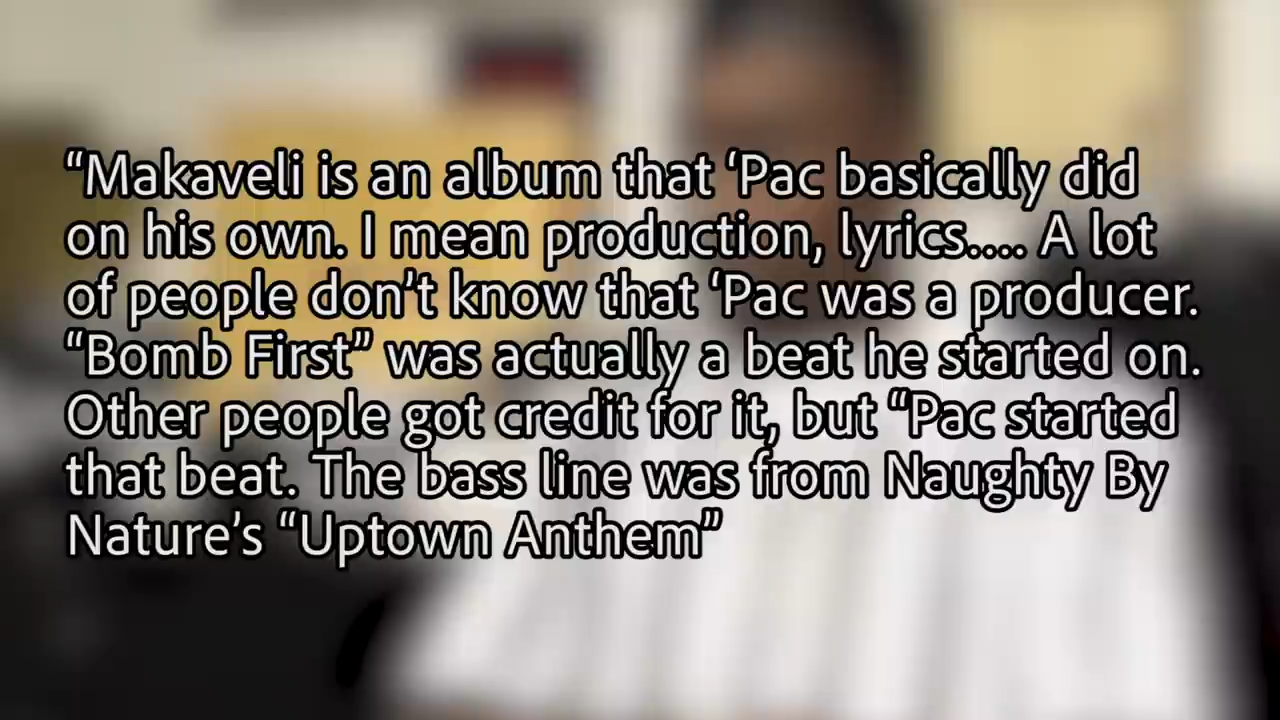 “Makaveli is an album that ‘Pac basically did
on his own. I mean production, lyrics.... A lot
of people don’t know that ‘Pac was a producer.
“Bomb First” was actually a beat he started on.
Other people got credit for it, but “Pac started
that beat. The bass line was from Naughty By
Nature’s “Uptown Anthem”